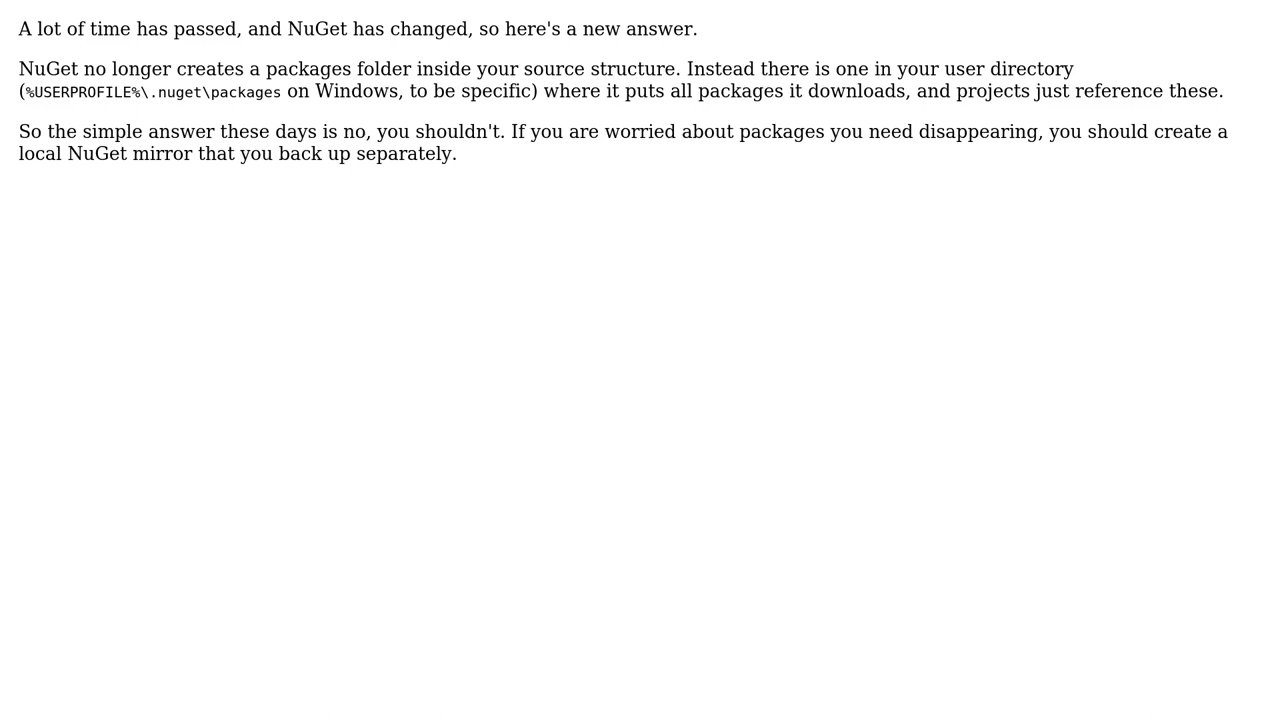 A lot of time has passed, and NuGet has changed, so here's a new answer.
NuGet no longer creates a packages folder inside your source structure. Instead there is one in your user directory
(%USERPROFILE%\.nuget\packages on Windows, to be specific) where it puts all packages it downloads, and projects just reference these.
So the simple answer these days is no, you shouldn't. If you are worried about packages you need disappearing, you should create a
local NuGet mirror that you back up separately.